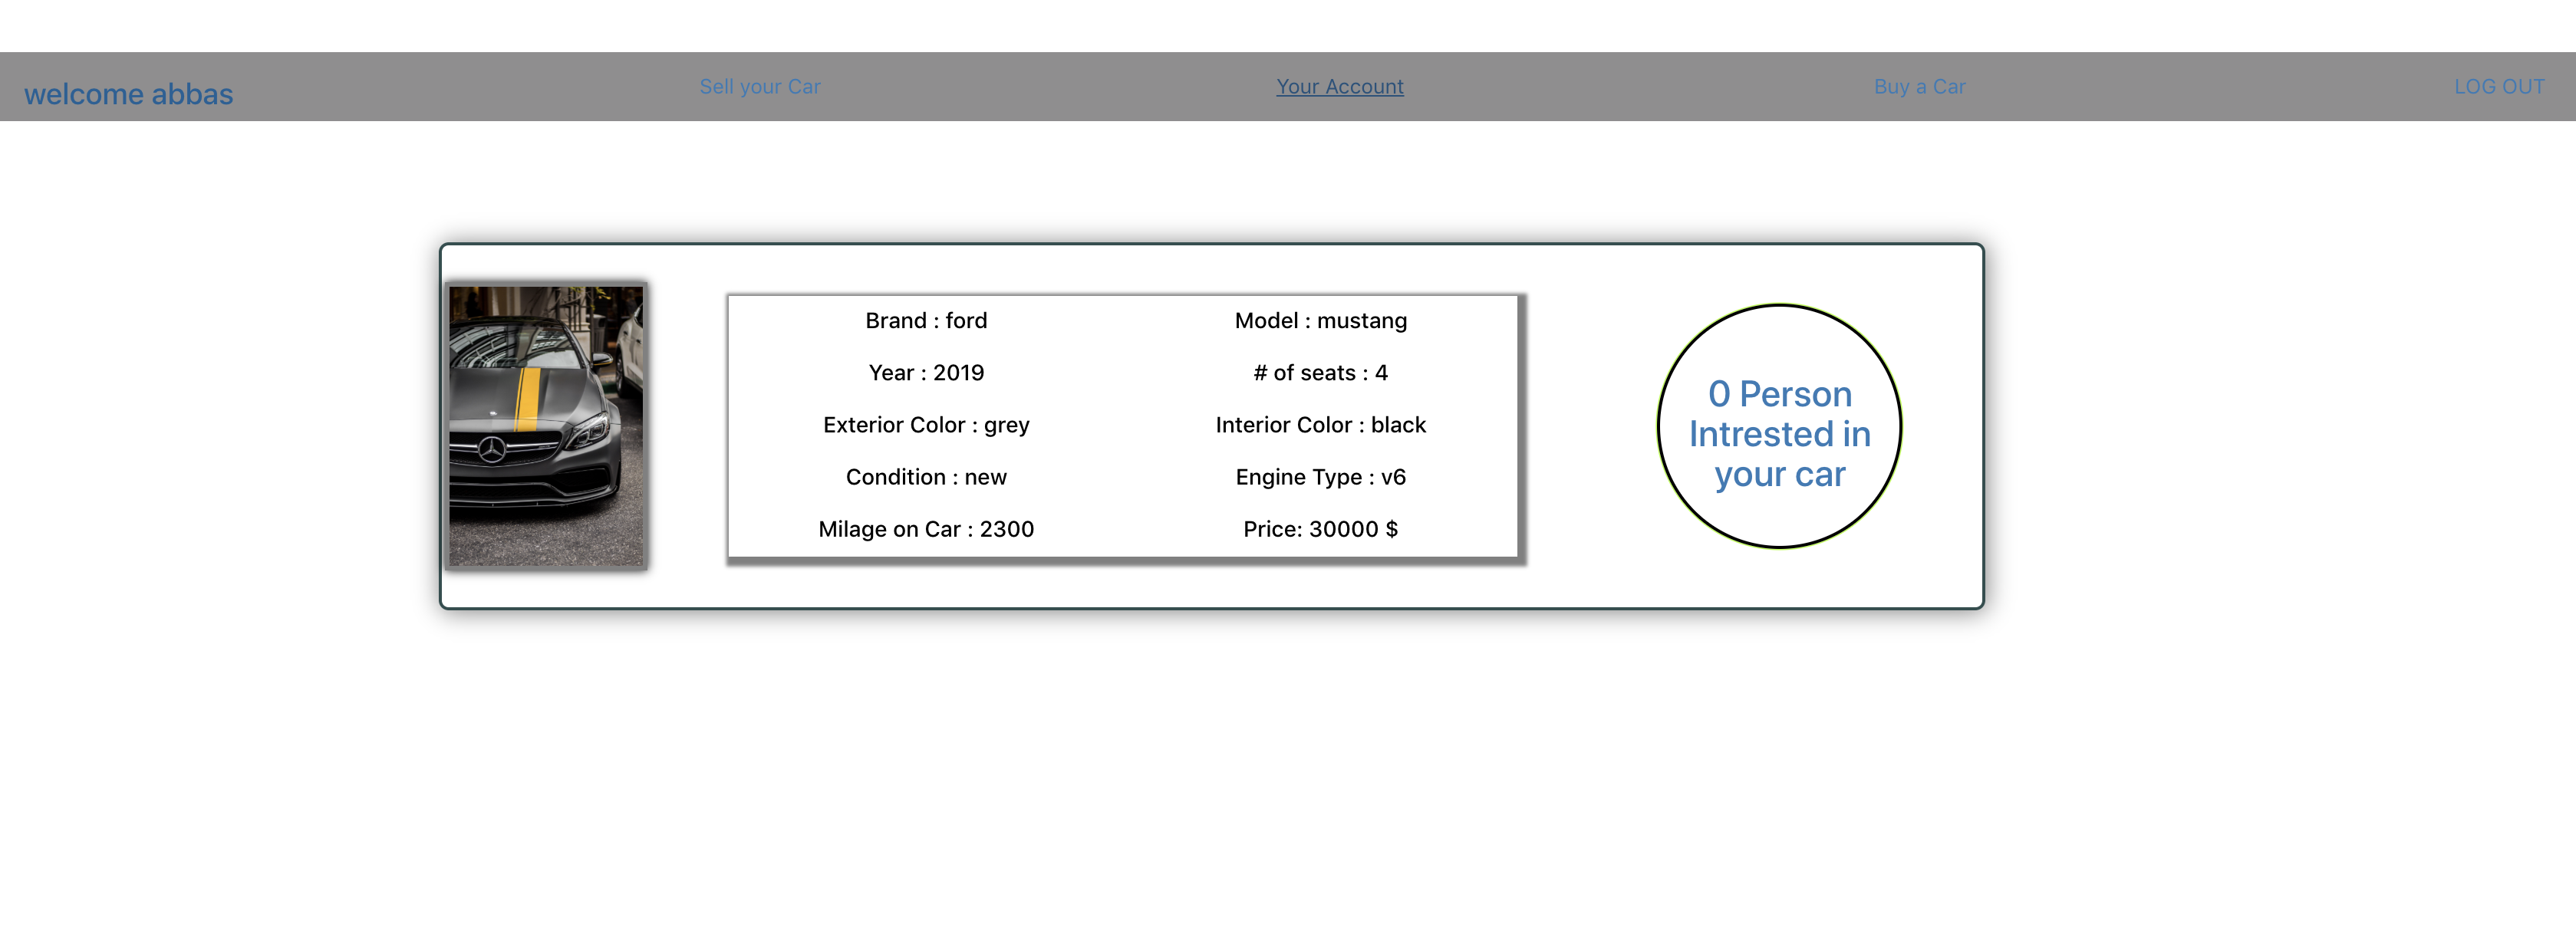 welcome abbas
Sell your Car
Your Account
Buy a Car
LOG OUT
Brand : ford
Model : mustang
Year : 2019
# of seats : 4
Exterior Color : grey
Interior Color : black
Condition : new
Engine Type : v6
Milage on Car : 2300
Price: 30000 $
0 Person
Intrested in
your car